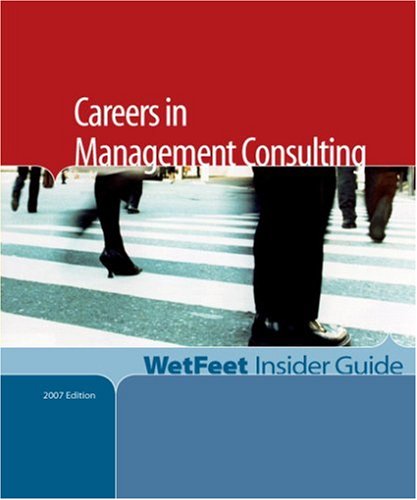 Careers in
Management Consulting
WetFeet Insider Guide
2007 Edition